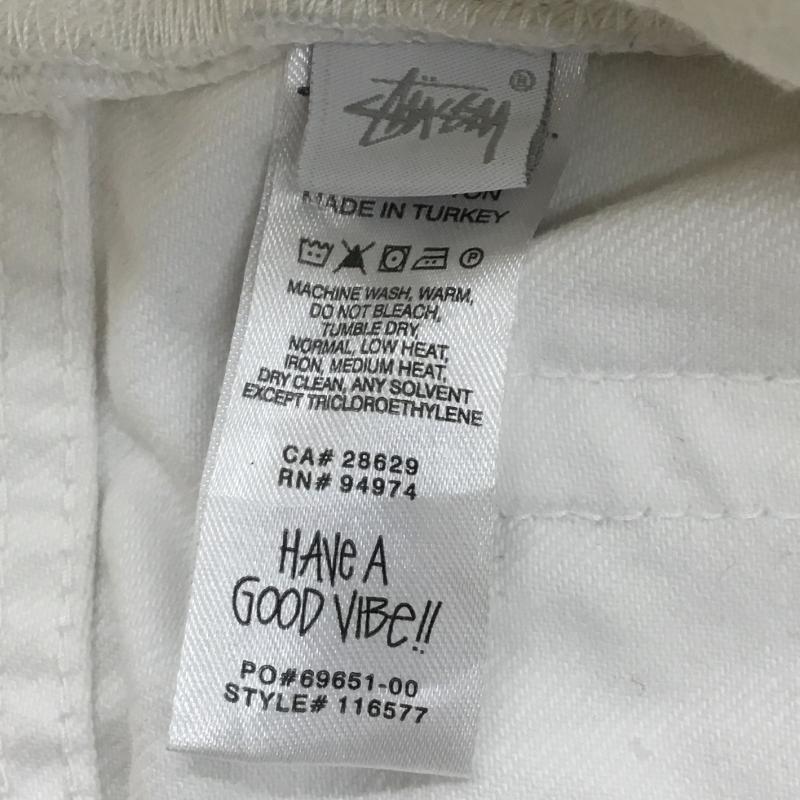 STÜSSY ®
MADE IN TURKEY
P
MACHINE WASH, WARM,
DO NOT BLEACH,
TUMBLE DRY,
NORMAL, LOW HEAT,
IRON, MEDIUM HEAT,
DRY CLEAN, ANY SOLVENT
EXCEPT TRICLOROETHYLENE
CA# 28629
RN# 94974
HAVE A
GOOD VIBE!!
PO#69651-00
STYLE# 116577